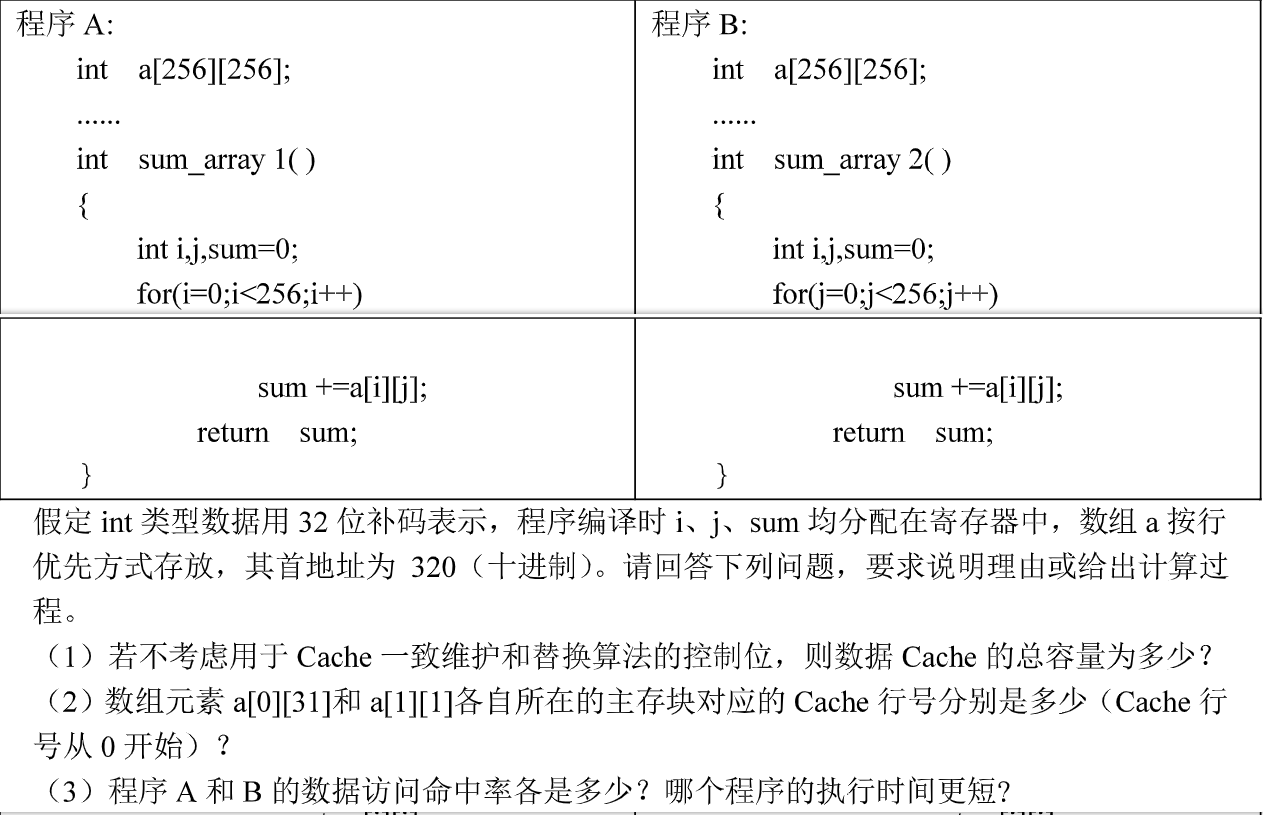 程序 A:
int a[256][256];
......
int sum_array 1( )
{
int i,j,sum=0;
for(i=0;i<256;i++)
sum +=a[i][j];
return sum;
}
程序 B:
int a[256][256];
......
int sum_array 2( )
{
int i,j,sum=0;
for(j=0;j<256;j++)
sum +=a[i][j];
return sum;
}
假定 int 类型数据用 32 位补码表示，程序编译时 i、j、sum 均分配在寄存器中，数组 a 按行
优先方式存放，其首地址为 320（十进制）。请回答下列问题，要求说明理由或给出计算过
程。
（1）若不考虑用于 Cache 一致维护和替换算法的控制位，则数据 Cache 的总容量为多少？
（2）数组元素 a[0][31]和 a[1][1]各自所在的主存块对应的 Cache 行号分别是多少（Cache 行
号从 0 开始）？
（3）程序 A 和 B 的数据访问命中率各是多少？哪个程序的执行时间更短?